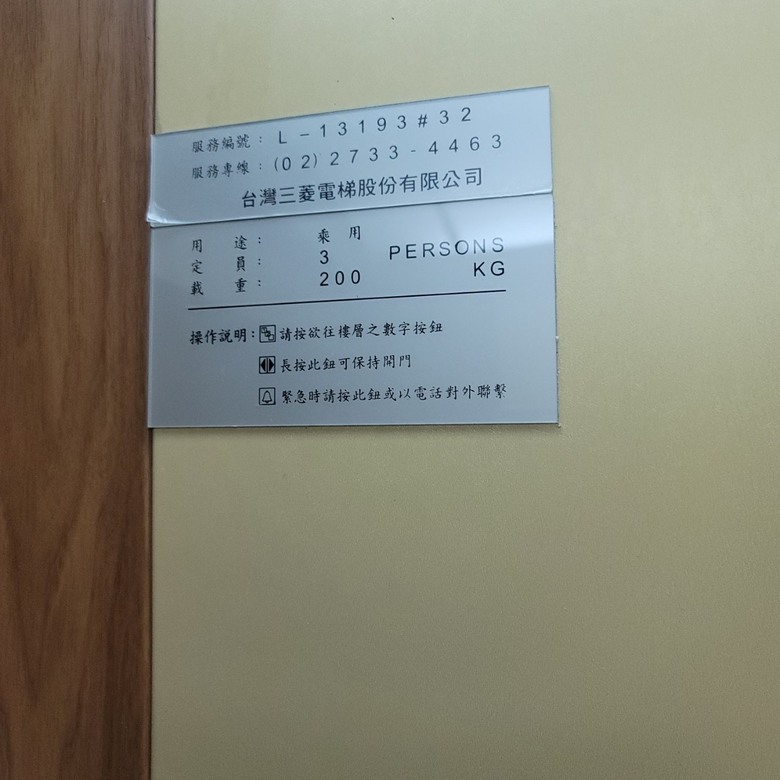 服務編號：L-13193#32
服務專線：(02)2733-4463
台灣三菱電梯股份有限公司
用途：乘用
定員：3 PERSONS
載重：200 KG
操作說明：請按欲往樓層之數字按鈕
長按此鈕可保持開門
緊急時請按此鈕或以電話對外聯繫